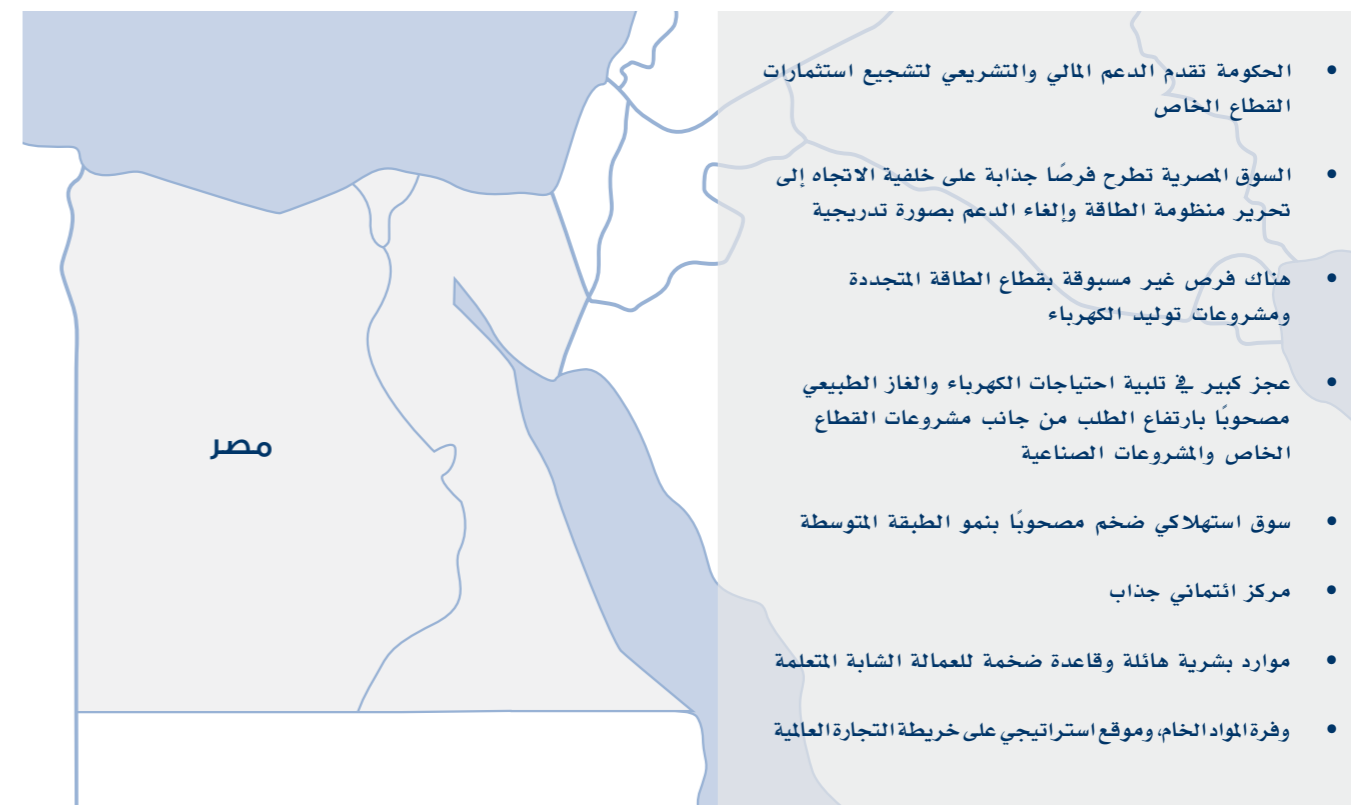 • الحكومة تقدم الدعم المالي والتشريعي لتشجيع استثمارات
القطاع الخاص
• السوق المصرية تطرح فرصًا جذابة على خلفية الاتجاه إلى
تحرير منظومة الطاقة وإلغاء الدعم بصورة تدريجية
• هناك فرص غير مسبوقة بقطاع الطاقة المتجددة
ومشروعات توليد الكهرباء
• عجز كبير في تلبية احتياجات الكهرباء والغاز الطبيعي
مصحوبًا بارتفاع الطلب من جانب مشروعات القطاع
الخاص والمشروعات الصناعية
• سوق استهلاكي ضخم مصحوبًا بنمو الطبقة المتوسطة
• مركز ائتماني جذاب
• موارد بشرية هائلة وقاعدة ضخمة للعمالة الشابة المتعلمة
• وفرة المواد الخام، وموقع استراتيجي على خريطة التجارة العالمية
مصر